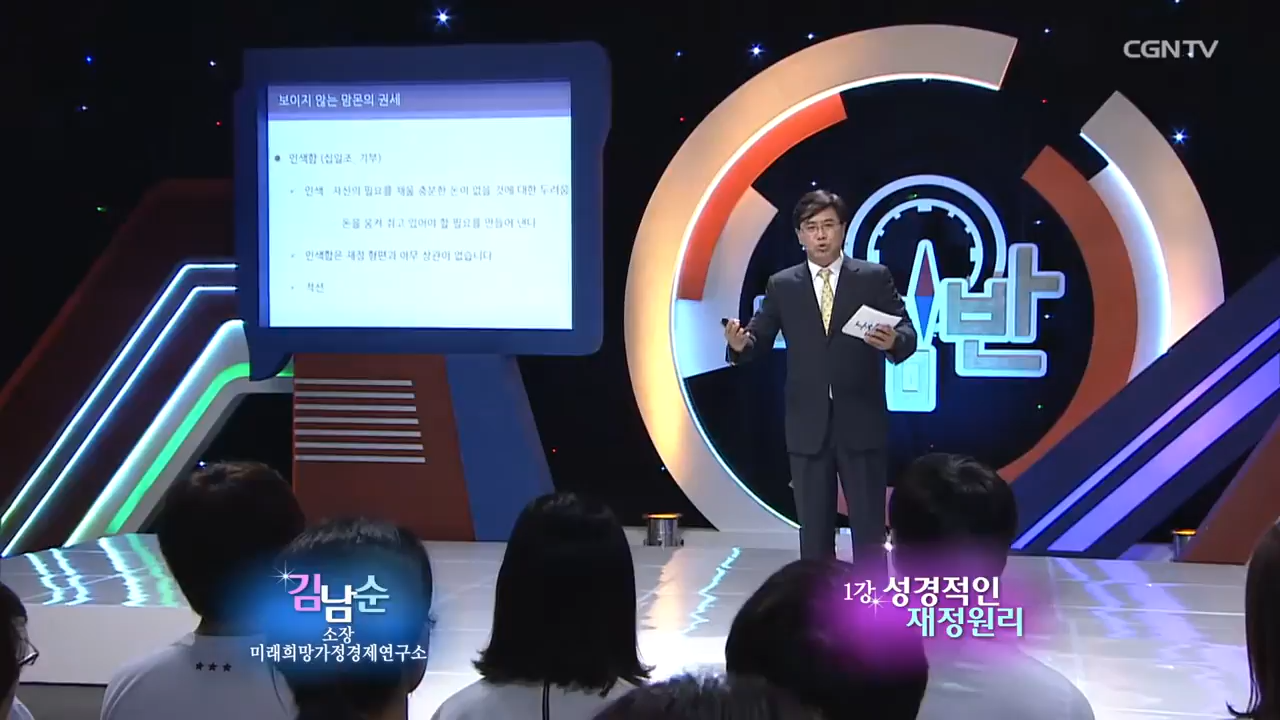 CGNTV
보이지 않는 맘몬의 권세
인색함 (십일조, 기부)
인색 자신의 필요를 채울 충분한 돈이 없을 것에 대한 두려움
돈을 움켜 쥐고 있어야 할 필요를 만들어 낸다
인색함은 재정 형편과 아무 상관이 없습니다
적선
반
김남순
소장
미래희망가정경제연구소
1강 성경적인
재정원리